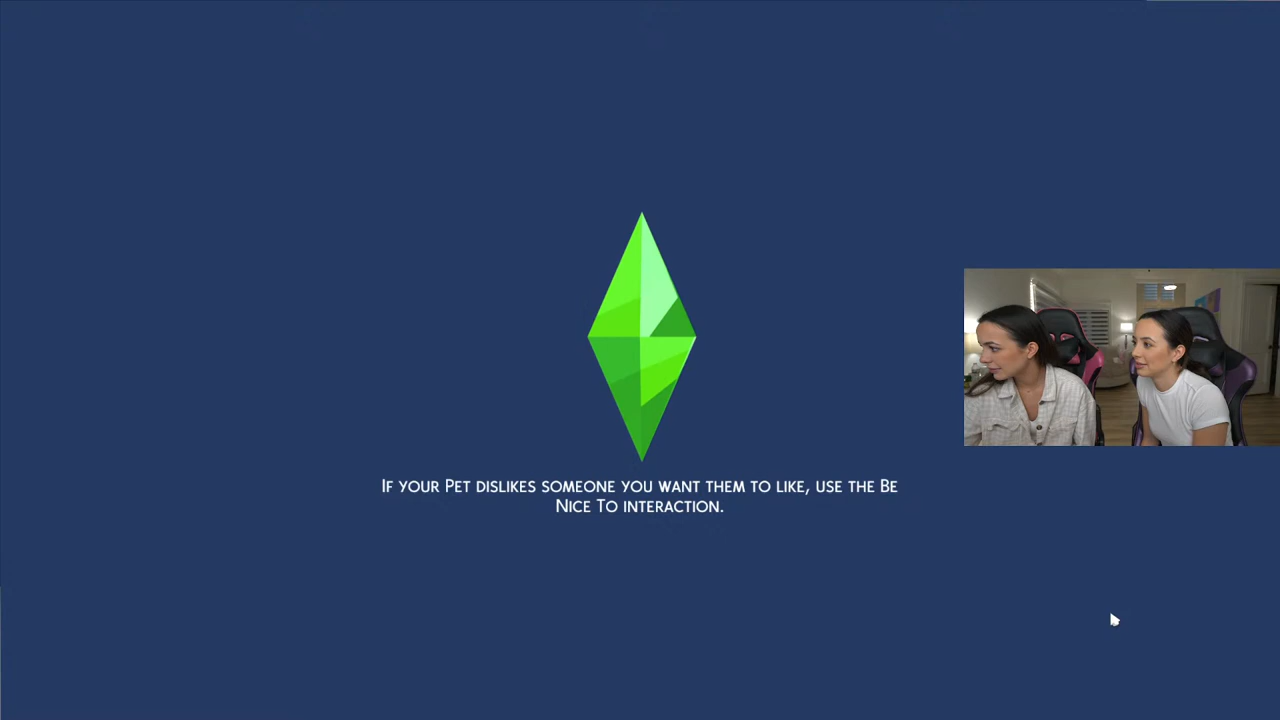 If your Pet dislikes someone you want them to like, use the Be
Nice To interaction.